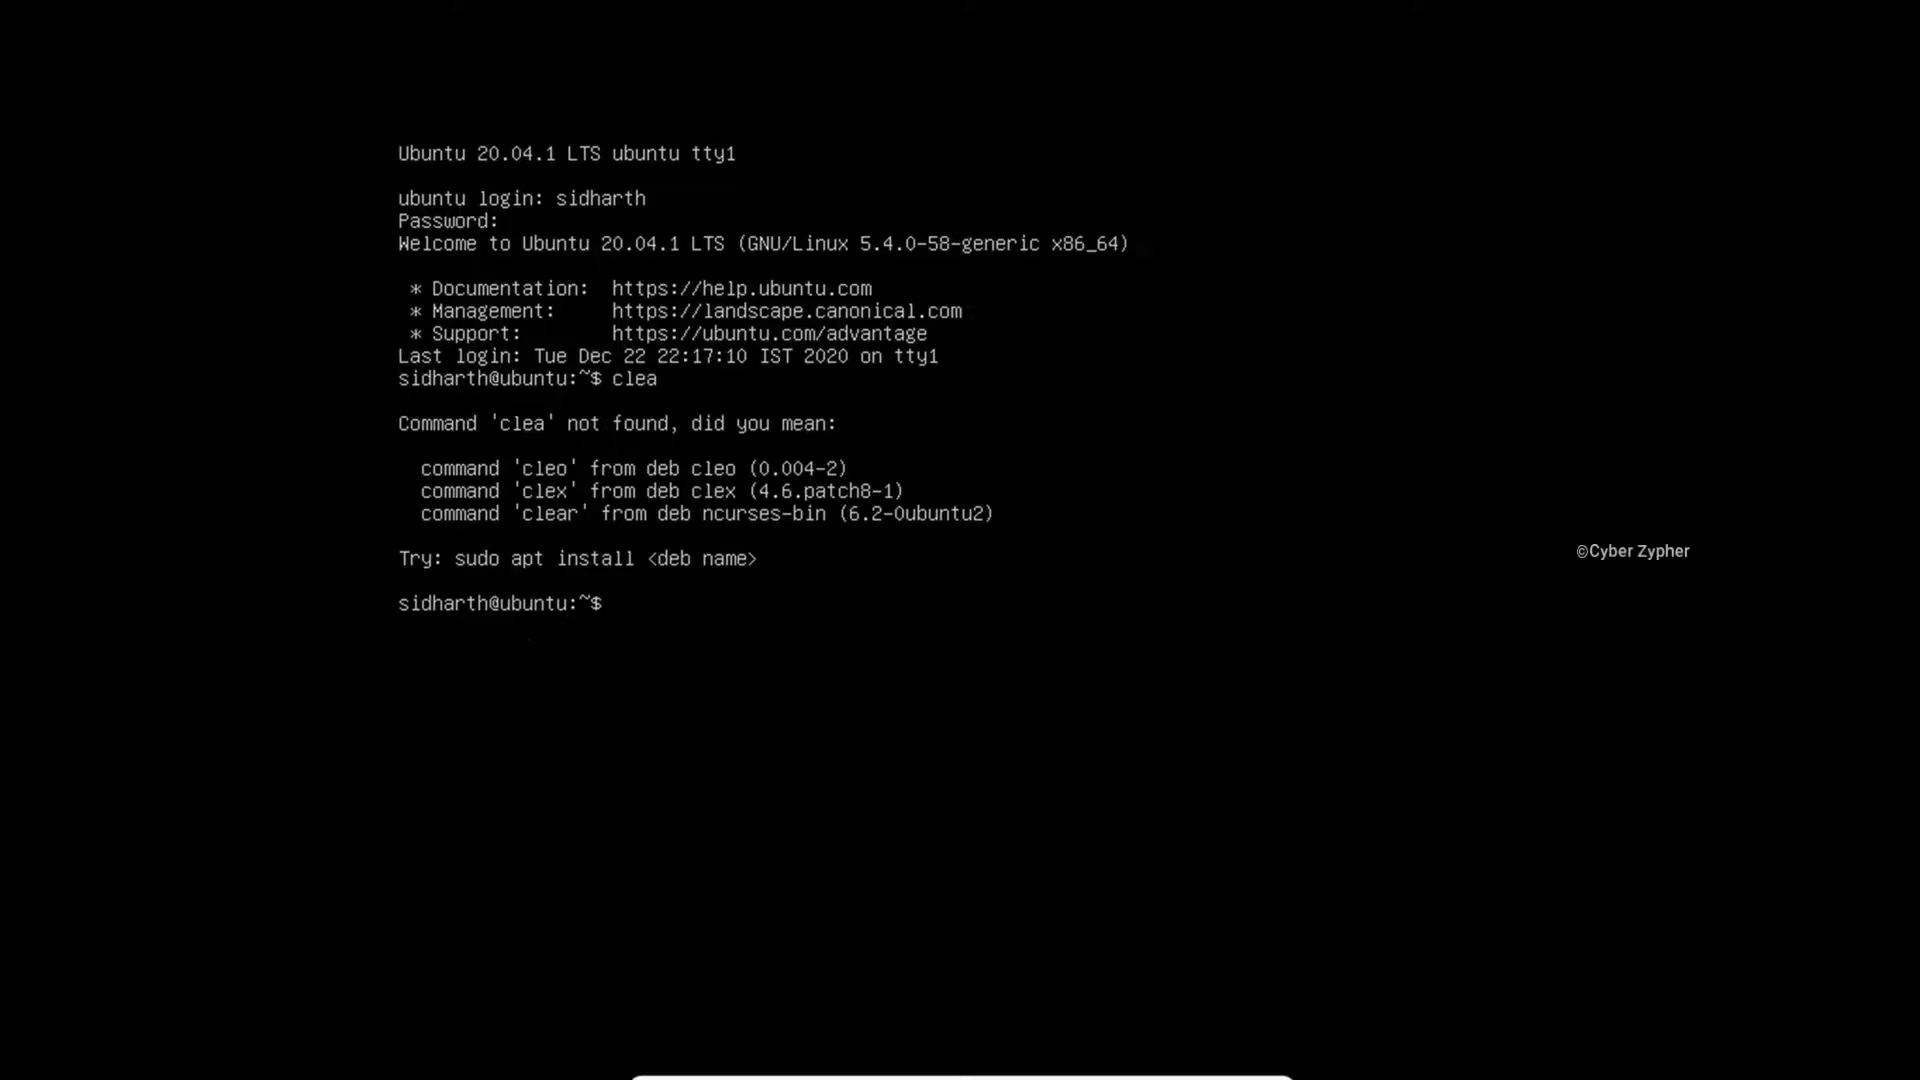 Ubuntu 20.04.1 LTS ubuntu tty1
ubuntu login: sidharth
Password:
Welcome to Ubuntu 20.04.1 LTS (GNU/Linux 5.4.0-58-generic x86_64)
* Documentation:  https://help.ubuntu.com
* Management:     https://landscape.canonical.com
* Support:        https://ubuntu.com/advantage
Last login: Tue Dec 22 22:17:10 IST 2020 on tty1
sidharth@ubuntu:~$ clea
Command 'clea' not found, did you mean:
command 'cleo' from deb cleo (0.004-2)
command 'clex' from deb clex (4.6.patch8-1)
command 'clear' from deb ncurses-bin (6.2-0ubuntu2)
Try: sudo apt install <deb name>
sidharth@ubuntu:~$
©Cyber Zypher